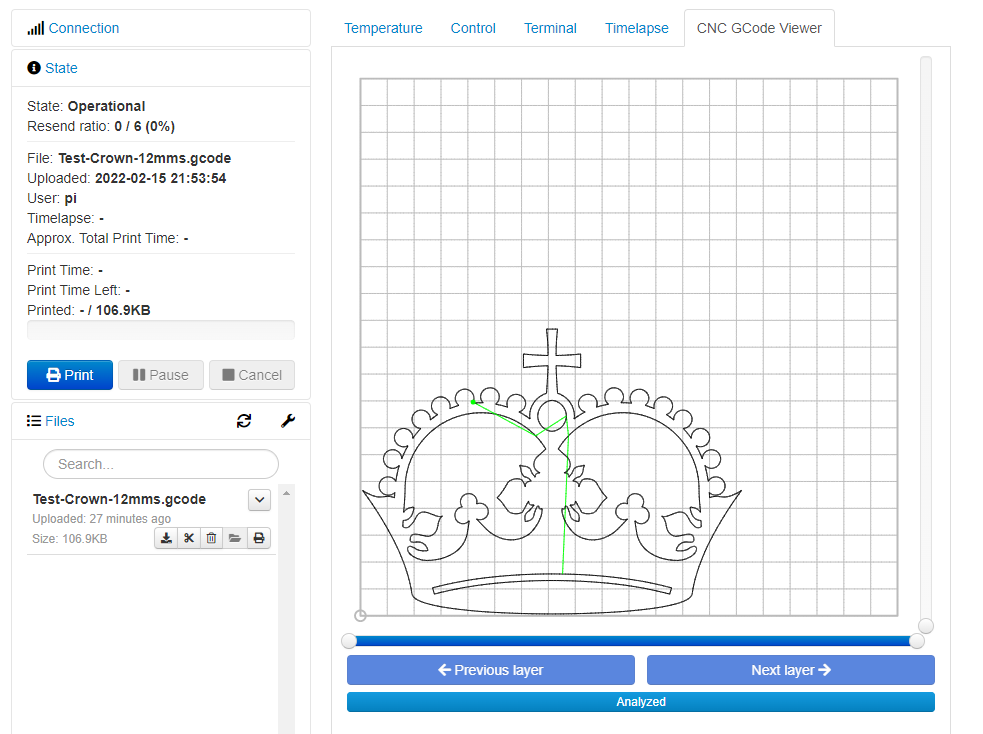 Connection
State
State: Operational
Resend ratio: 0 / 6 (0%)
File: Test-Crown-12mms.gcode
Uploaded: 2022-02-15 21:53:54
User: pi
Timelapse: -
Approx. Total Print Time: -
Print Time: -
Print Time Left: -
Printed: - / 106.9KB
Print Pause Cancel
Files
Search...
Test-Crown-12mms.gcode
Uploaded: 27 minutes ago
Size: 106.9KB
Temperature Control Terminal Timelapse CNC GCode Viewer
Previous layer Next layer
Analyzed